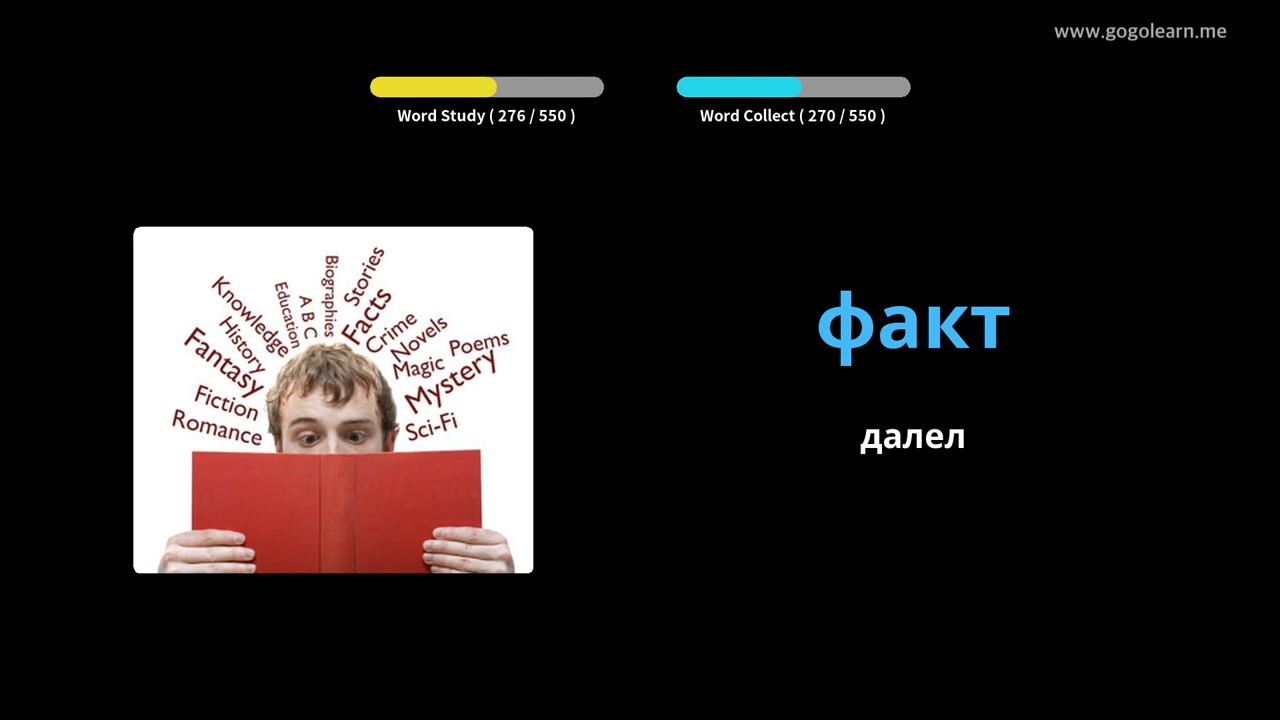 www.gogolearn.me
Word Study ( 276 / 550 )
Word Collect ( 270 / 550 )
Knowledge
Education
A B C
Biographies
Stories
Facts
Crime
Novels
Poems
History
Fantasy
Magic
Mystery
Fiction
Romance
Sci-Fi
факт
далел